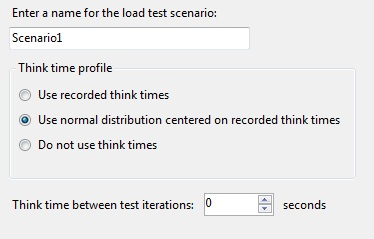 Enter a name for the load test scenario:
Scenario1
Think time profile
Use recorded think times
Use normal distribution centered on recorded think times
Do not use think times
Think time between test iterations: 0 seconds